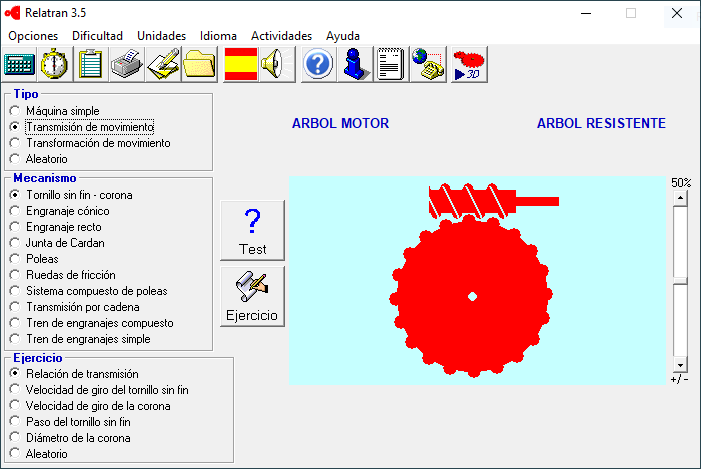 Relatran 3.5
Opciones Dificultad Unidades Idioma Actividades Ayuda
3D
Tipo
Máquina simple
Transmisión de movimiento
Transformación de movimiento
Aleatorio
Mecanismo
Tornillo sin fin - corona
Engranaje cónico
Engranaje recto
Junta de Cardan
Poleas
Ruedas de fricción
Sistema compuesto de poleas
Transmisión por cadena
Tren de engranajes compuesto
Tren de engranajes simple
Ejercicio
Relación de transmisión
Velocidad de giro del tornillo sin fin
Velocidad de giro de la corona
Paso del tornillo sin fin
Diámetro de la corona
Aleatorio
?
Test
Ejercicio
ARBOL MOTOR ARBOL RESISTENTE
50%
+/-